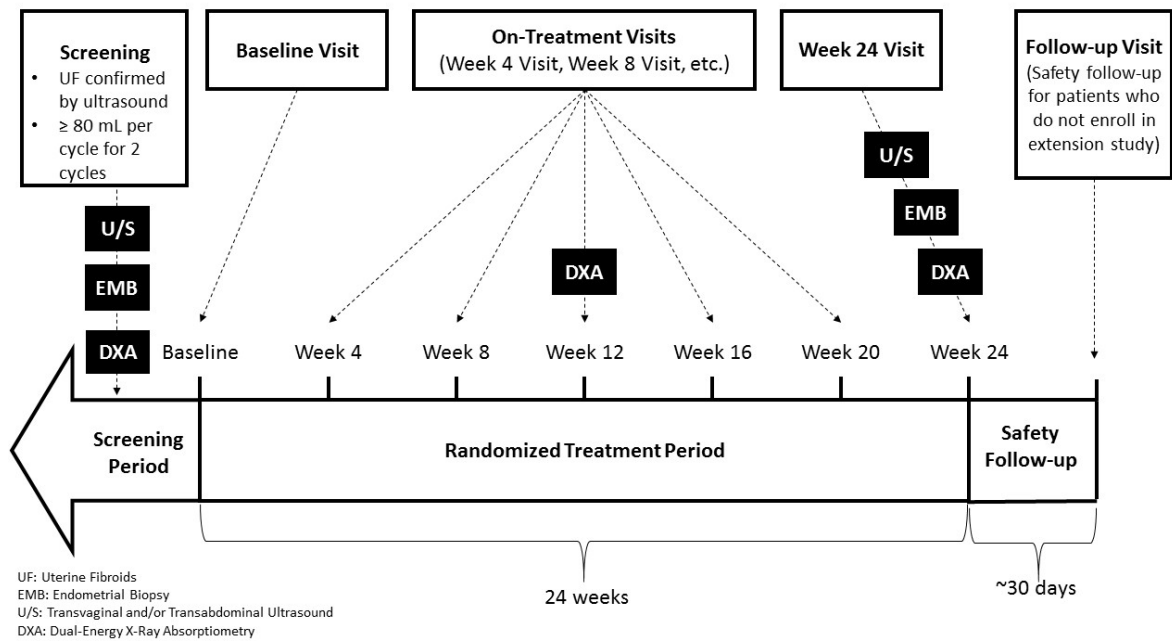 Screening
• UF confirmed
by ultrasound
• ≥ 80 mL per
cycle for 2
cycles
Baseline Visit
On-Treatment Visits
(Week 4 Visit, Week 8 Visit, etc.)
Week 24 Visit
Follow-up Visit
(Safety follow-up
for patients who
do not enroll in
extension study)
U/S
EMB
DXA
DXA
U/S
EMB
DXA
Baseline
Week 4
Week 8
Week 12
Week 16
Week 20
Week 24
Screening
Period
Randomized Treatment Period
Safety
Follow-up
24 weeks
~30 days
UF: Uterine Fibroids
EMB: Endometrial Biopsy
U/S: Transvaginal and/or Transabdominal Ultrasound
DXA: Dual-Energy X-Ray Absorptiometry